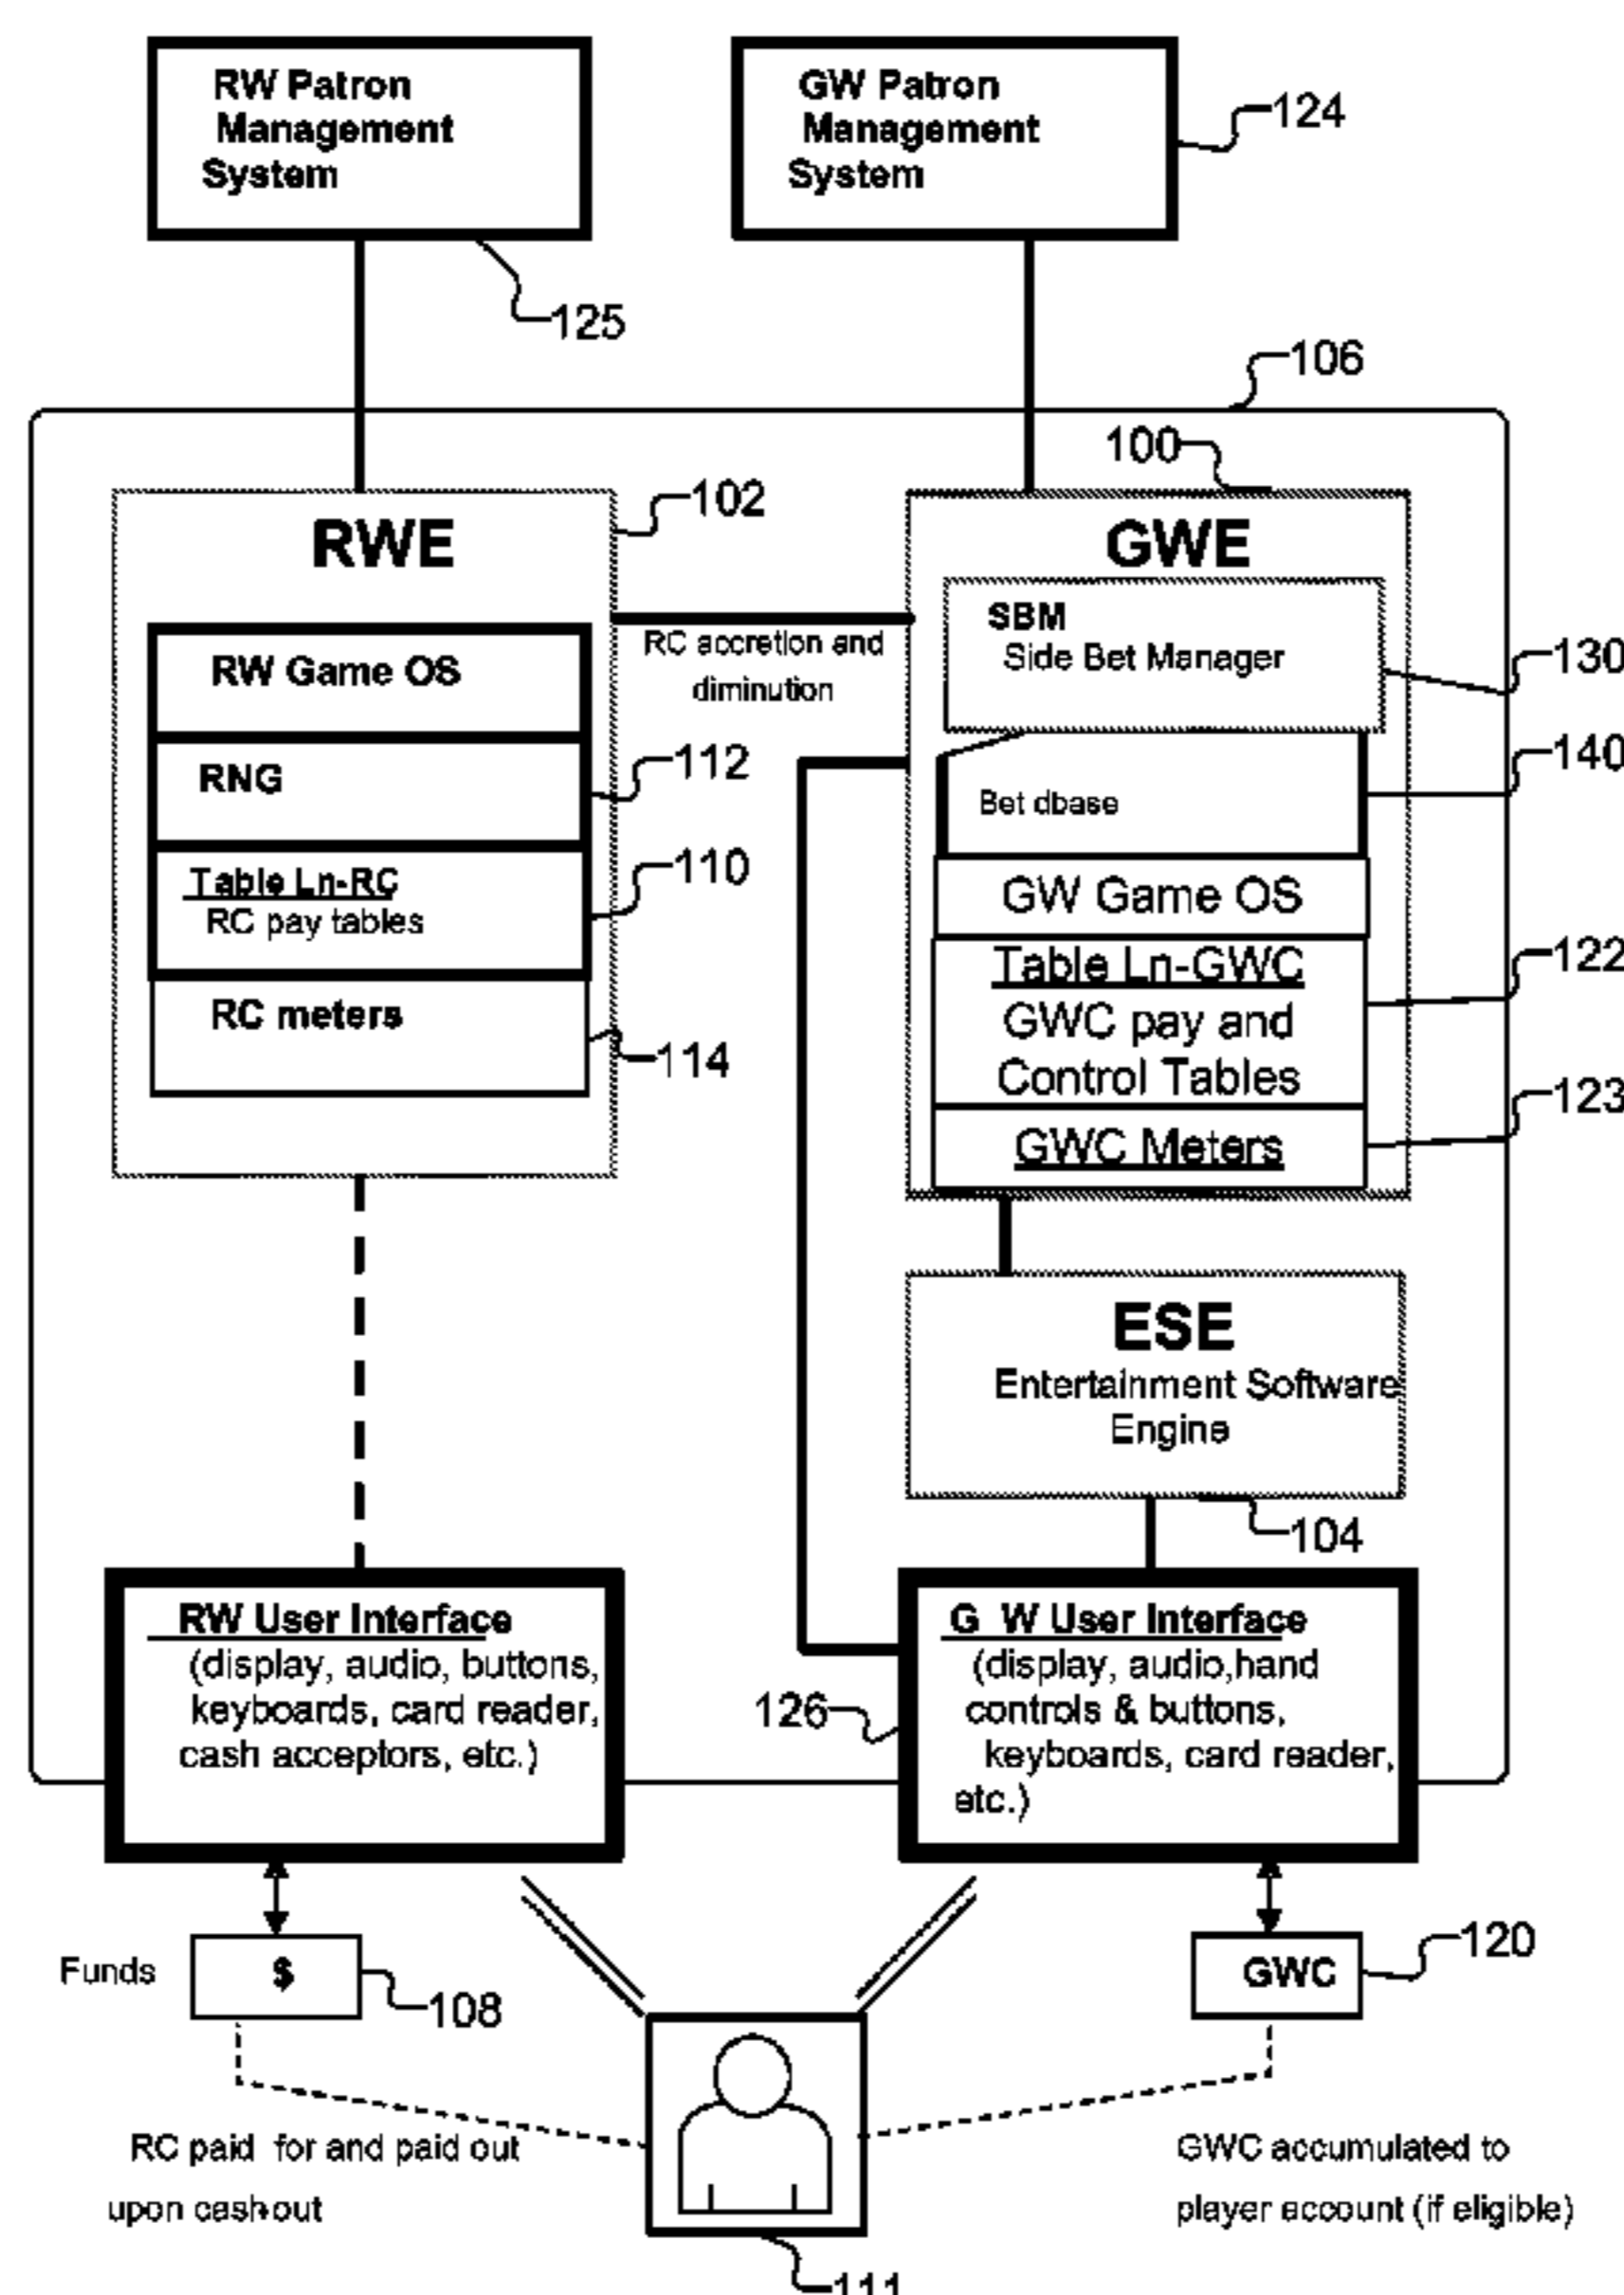 RW Patron
Management
System
GW Patron
Management
System
124
125
106
100
102
RWE
GWE
RC accretion and
diminution
SBM
Side Bet Manager
130
RW Game OS
RNG
112
140
Bet dbase
Table Ln-RC
RC pay tables
110
GW Game OS
Table Ln-GWC
GWC pay and
Control Tables
122
RC meters
114
GWC Meters
123
ESE
Entertainment Software
Engine
104
RW User Interface
(display, audio, buttons,
keyboards, card reader,
cash acceptors, etc.)
G W User Interface
(display, audio,hand
controls & buttons,
keyboards, card reader,
etc.)
126
Funds
$
108
GWC
120
RC paid for and paid out
upon cashout
GWC accumulated to
player account (if eligible)
111